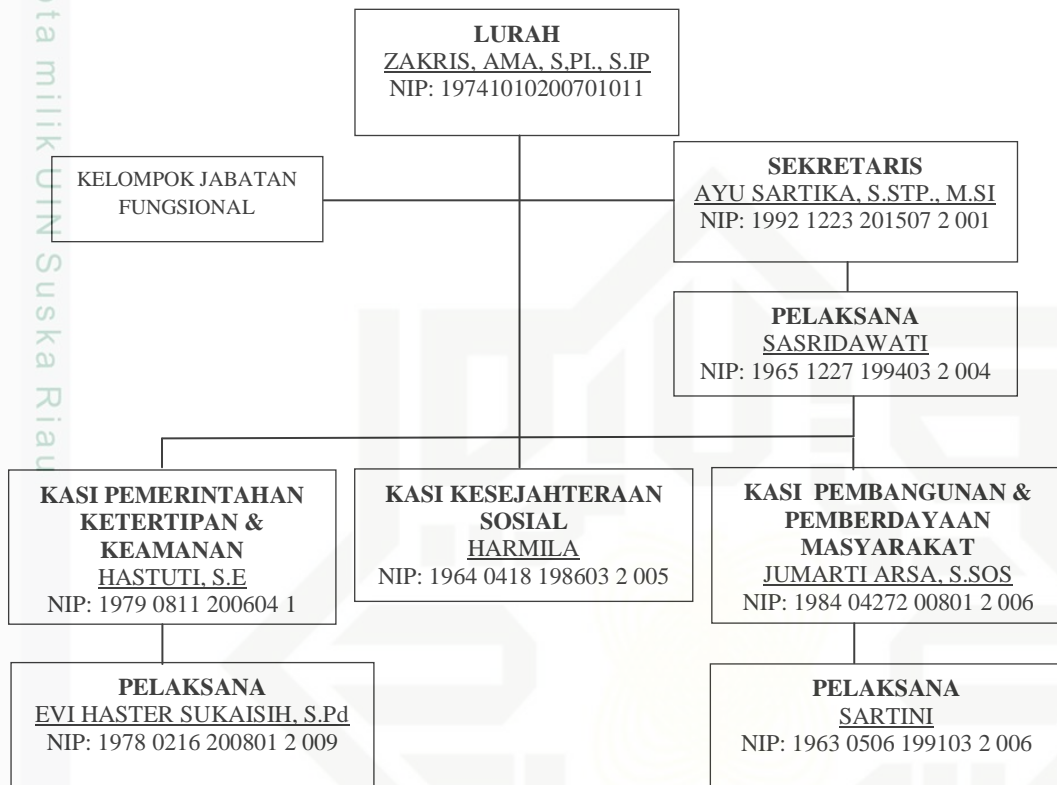 LURAH
ZAKRIS, AMA, S,PI., S.IP
NIP: 19741010200701011
KELOMPOK JABATAN
FUNGSIONAL
SEKRETARIS
AYU SARTIKA, S.STP., M.SI
NIP: 1992 1223 201507 2 001
PELAKSANA
SASRIDAWATI
NIP: 1965 1227 199403 2 004
KASI PEMERINTAHAN
KETERTIPAN &
KEAMANAN
HASTUTI, S.E
NIP: 1979 0811 200604 1
KASI KESEJAHTERAAN
SOSIAL
HARMILA
NIP: 1964 0418 198603 2 005
KASI PEMBANGUNAN &
PEMBERDAYAAN
MASYARAKAT
JUMARTI ARSA, S.SOS
NIP: 1984 04272 00801 2 006
PELAKSANA
EVI HASTER SUKAISIH, S.Pd
NIP: 1978 0216 200801 2 009
PELAKSANA
SARTINI
NIP: 1963 0506 199103 2 006
milik UIN Suska Riau